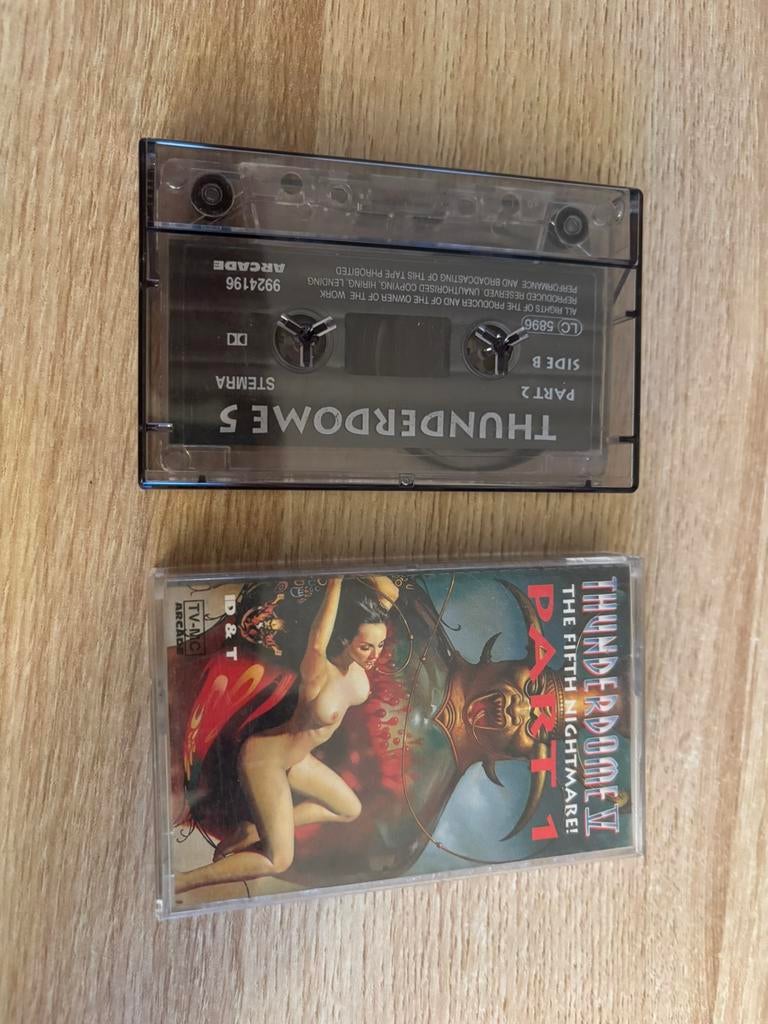 THUNDERDOME 5
PART 2
STEMRA
SIDE B
LC 5896
ALL RIGHTS OF THE PRODUCER AND OF THE OWNER OF THE WORK
REPRODUCED RESERVED UNAUTHORISED COPYING, HIRING, LENDING
PERFORMANCE AND BROADCASTING OF THIS TAPE PHROBITED
9924196
ARCADE
THUNDERDOME V
THE FIFTH NIGHTMARE!
PART 1
ID & T
TV-MC
ARCADE